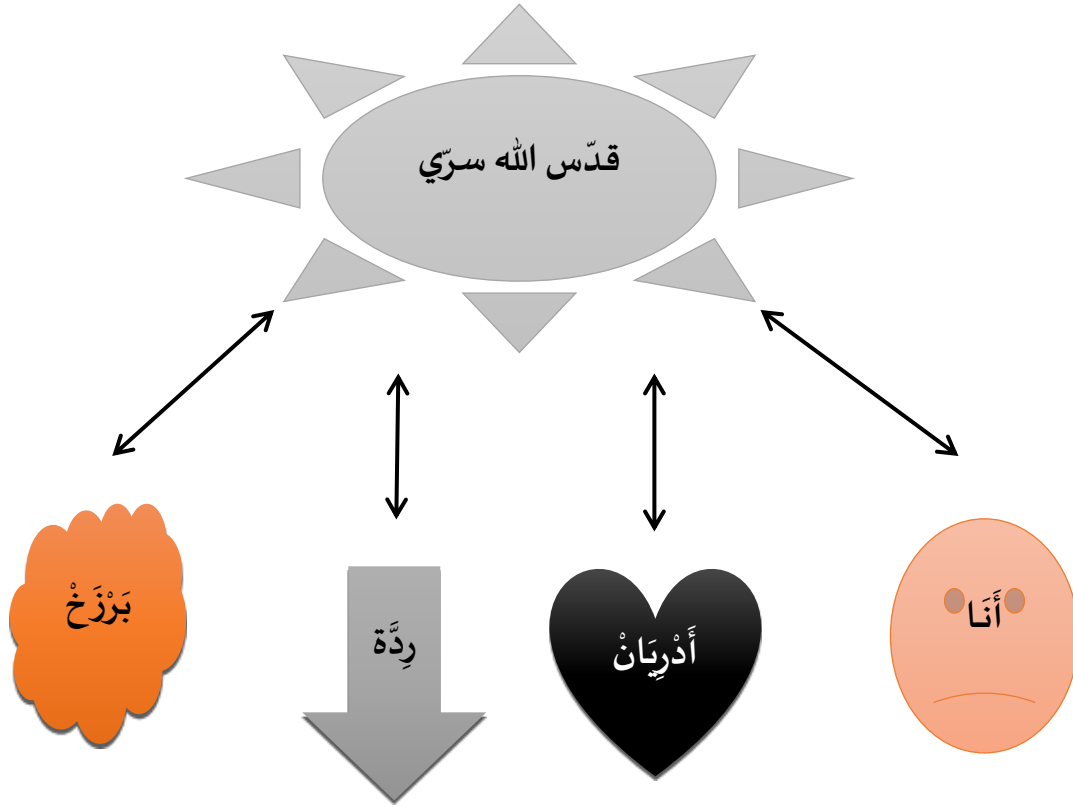 قدّس الله سرّي
أَنَا
أَدْرِيَانْ
رِدَّة
بَرْزَخْ